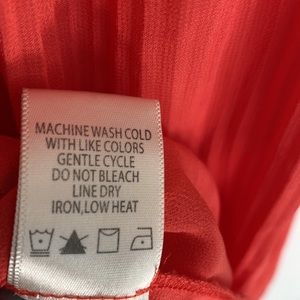 MACHINE WASH COLD
WITH LIKE COLORS
GENTLE CYCLE
DO NOT BLEACH
LINE DRY
IRON,LOW HEAT